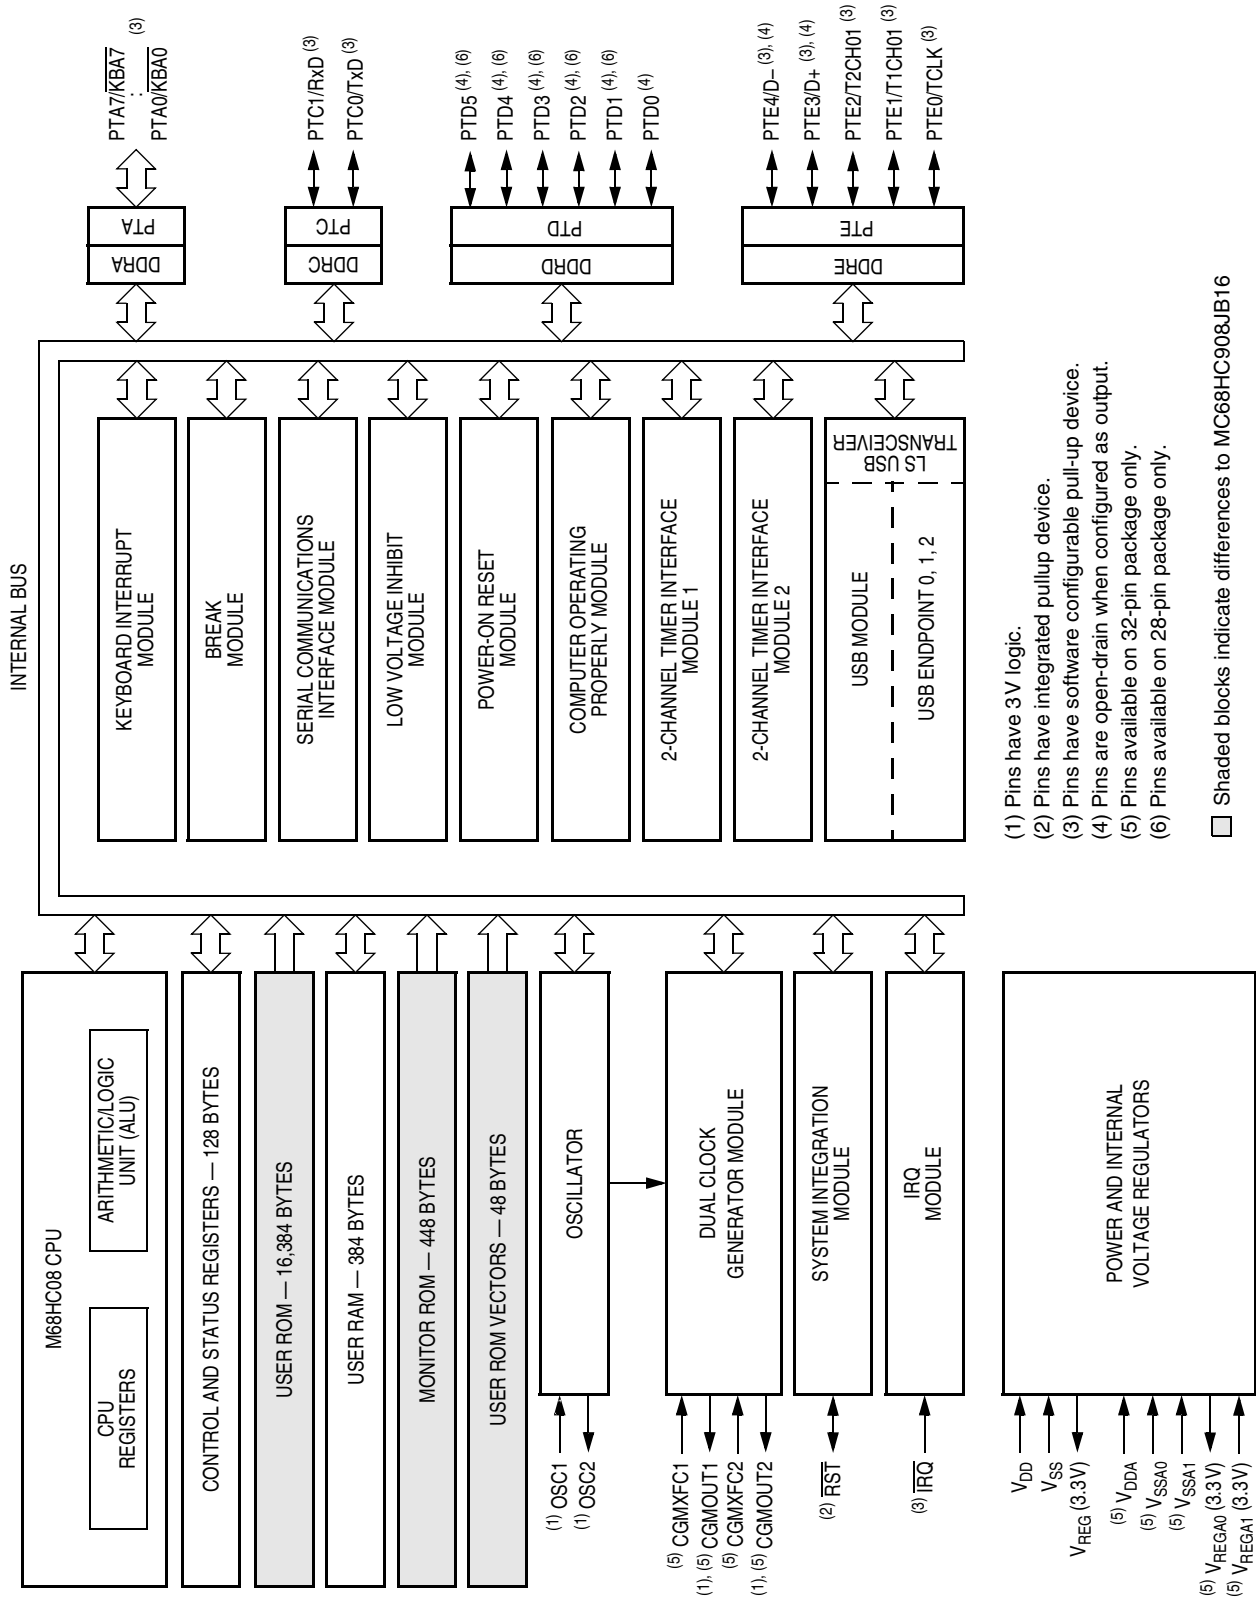 INTERNAL BUS
M68HC08 CPU
CPU
REGISTERS
ARITHMETIC/LOGIC
UNIT (ALU)
CONTROL AND STATUS REGISTERS — 128 BYTES
USER ROM — 16,384 BYTES
USER RAM — 384 BYTES
MONITOR ROM — 448 BYTES
USER ROM VECTORS — 48 BYTES
(1) OSC1
(1) OSC2
OSCILLATOR
(5) CGMXFC1
(1), (5) CGMOUT1
(5) CGMXFC2
(1), (5) CGMOUT2
DUAL CLOCK
GENERATOR MODULE
(2) RST
SYSTEM INTEGRATION
MODULE
(3) IRQ
IRQ
MODULE
VDD
VSS
VREG (3.3 V)
(5) VDDA
(5) VSSA0
(5) VSSA1
(5) VREGA0 (3.3 V)
(5) VREGA1 (3.3 V)
POWER AND INTERNAL
VOLTAGE REGULATORS
KEYBOARD INTERRUPT
MODULE
BREAK
MODULE
SERIAL COMMUNICATIONS
INTERFACE MODULE
LOW VOLTAGE INHIBIT
MODULE
POWER-ON RESET
MODULE
COMPUTER OPERATING
PROPERLY MODULE
2-CHANNEL TIMER INTERFACE
MODULE 1
2-CHANNEL TIMER INTERFACE
MODULE 2
USB MODULE
USB ENDPOINT 0, 1, 2
LS USB
TRANSCEIVER
DDRA
PTA
PTA7/KBA7
:
PTA0/KBA0
(3)
DDRC
PTC
PTC1/RxD (3)
PTC0/TxD (3)
DDRD
PTD
PTD5 (4), (6)
PTD4 (4), (6)
PTD3 (4), (6)
PTD2 (4), (6)
PTD1 (4), (6)
PTD0 (4)
DDRE
PTE
PTE4/D– (3), (4)
PTE3/D+ (3), (4)
PTE2/T2CH01 (3)
PTE1/T1CH01 (3)
PTE0/TCLK (3)
(1) Pins have 3 V logic.
(2) Pins have integrated pullup device.
(3) Pins have software configurable pull-up device.
(4) Pins are open-drain when configured as output.
(5) Pins available on 32-pin package only.
(6) Pins available on 28-pin package only.
Shaded blocks indicate differences to MC68HC908JB16